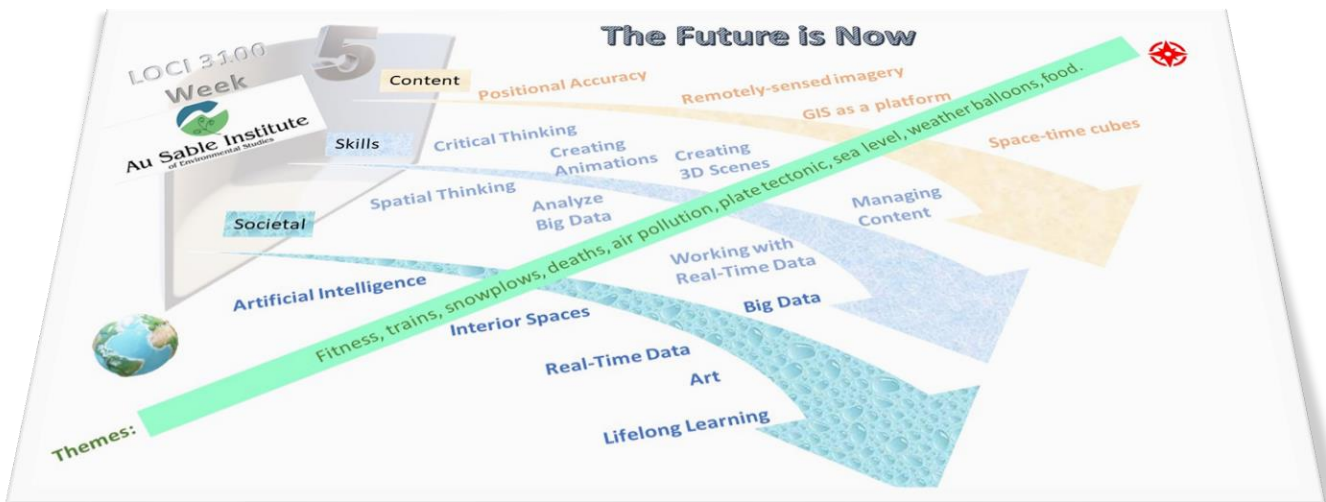 The Future is Now
LOCI 3100
Week
5
Au Sable Institute
of Environmental Studies
Content
Positional Accuracy
Remotely-sensed imagery
GIS as a platform
Space-time cubes
Skills
Critical Thinking
Creating
Animations
Creating
3D Scenes
Spatial Thinking
Analyze
Big Data
Managing
Content
Working with
Real-Time Data
Societal
Artificial Intelligence
Interior Spaces
Big Data
Real-Time Data
Art
Lifelong Learning
Themes:
Fitness, trains, snowplows, deaths, air pollution, plate tectonic, sea level, weather balloons, food.